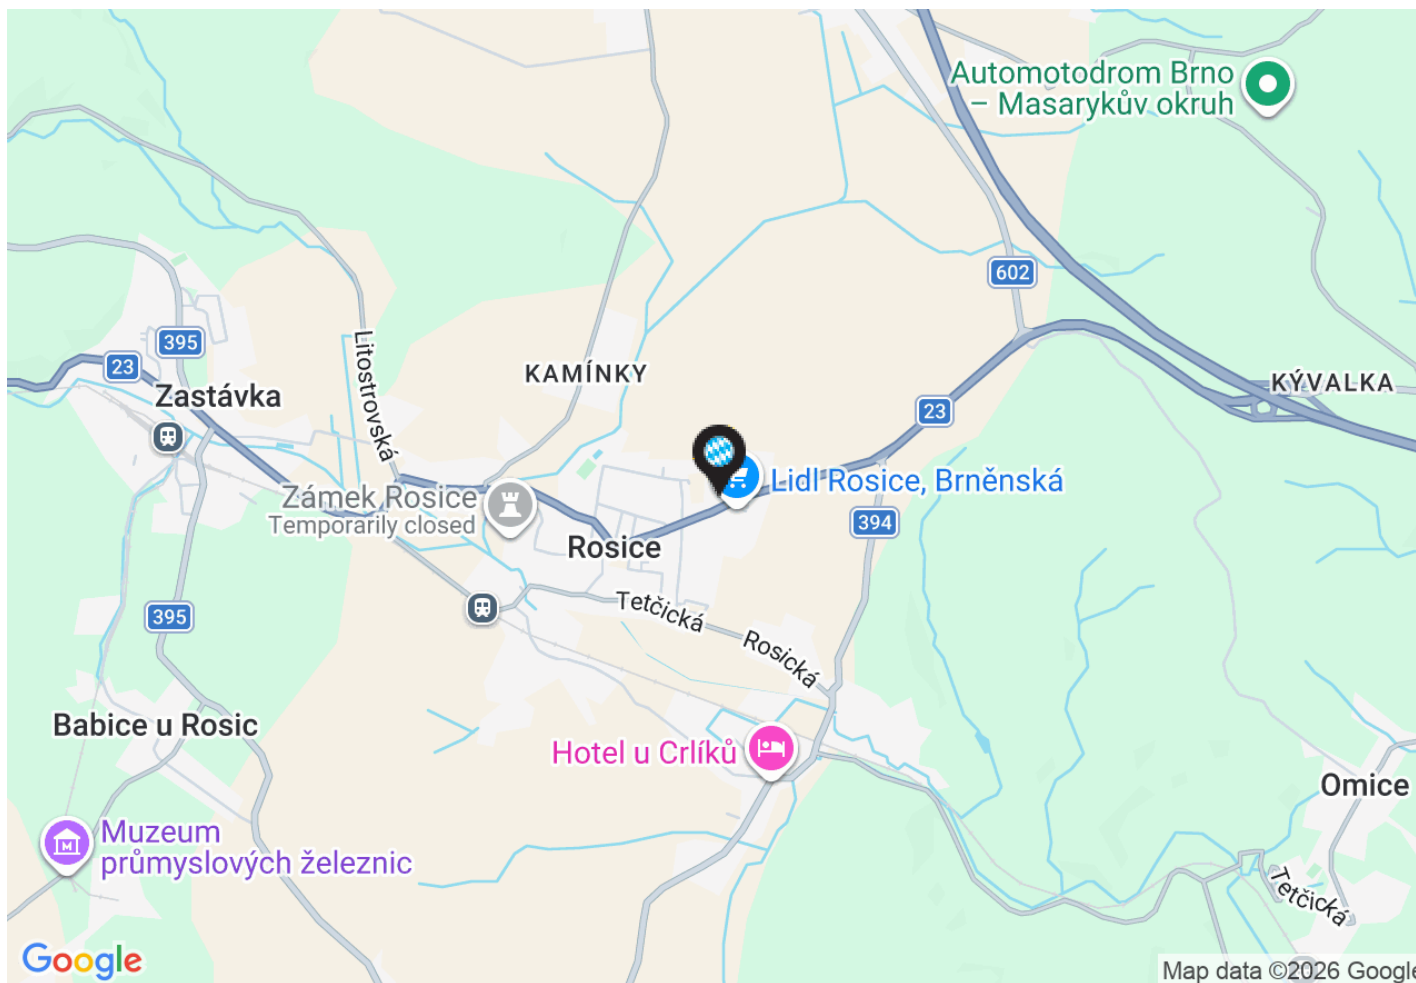 Automotodrom Brno
– Masarykův okruh
602
395
23
Litostrovská
KAMÍNKY
KÝVALKA
Zastávka
23
Lidl Rosice, Brněnská
Zámek Rosice
Temporarily closed
394
Rosice
395
Tetčická
Rosická
Babice u Rosic
Hotel u Crlíků
Omice
Muzeum
průmyslových železnic
Tetčická
Google
Map data ©2026 Google